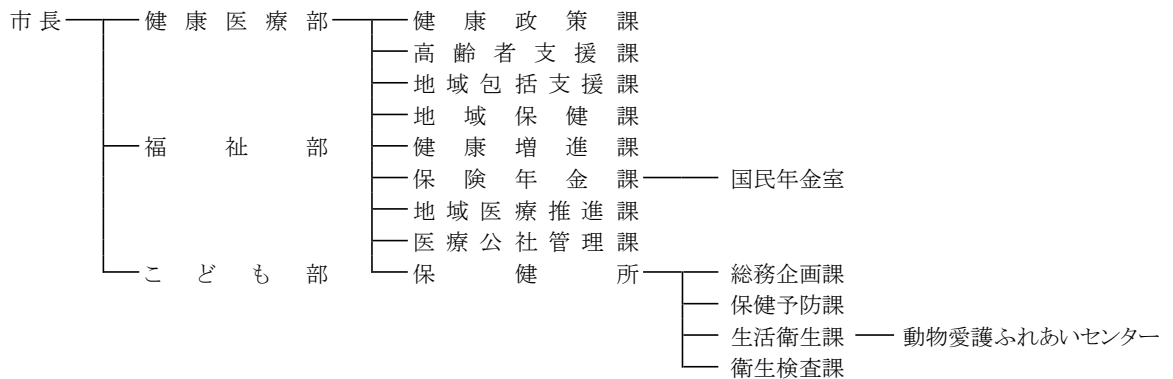 市長 健康医療部 健康政策課
高齢者支援課
地域包括支援課
地域保健課
福祉部 健康増進課
保険年金課 国民年金室
地域医療推進課
医療公社管理課
こども部 保健所 総務企画課
保健予防課
生活衛生課 動物愛護ふれあいセンター
衛生検査課